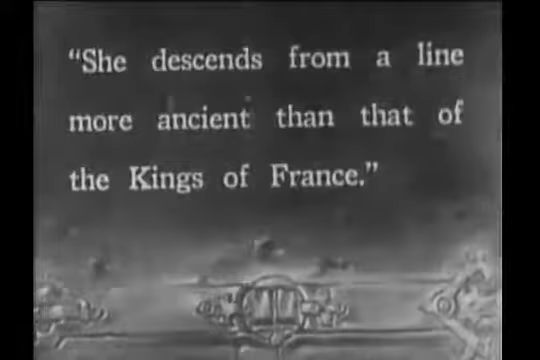 “She descends from a line
more ancient than that of
the Kings of France.”